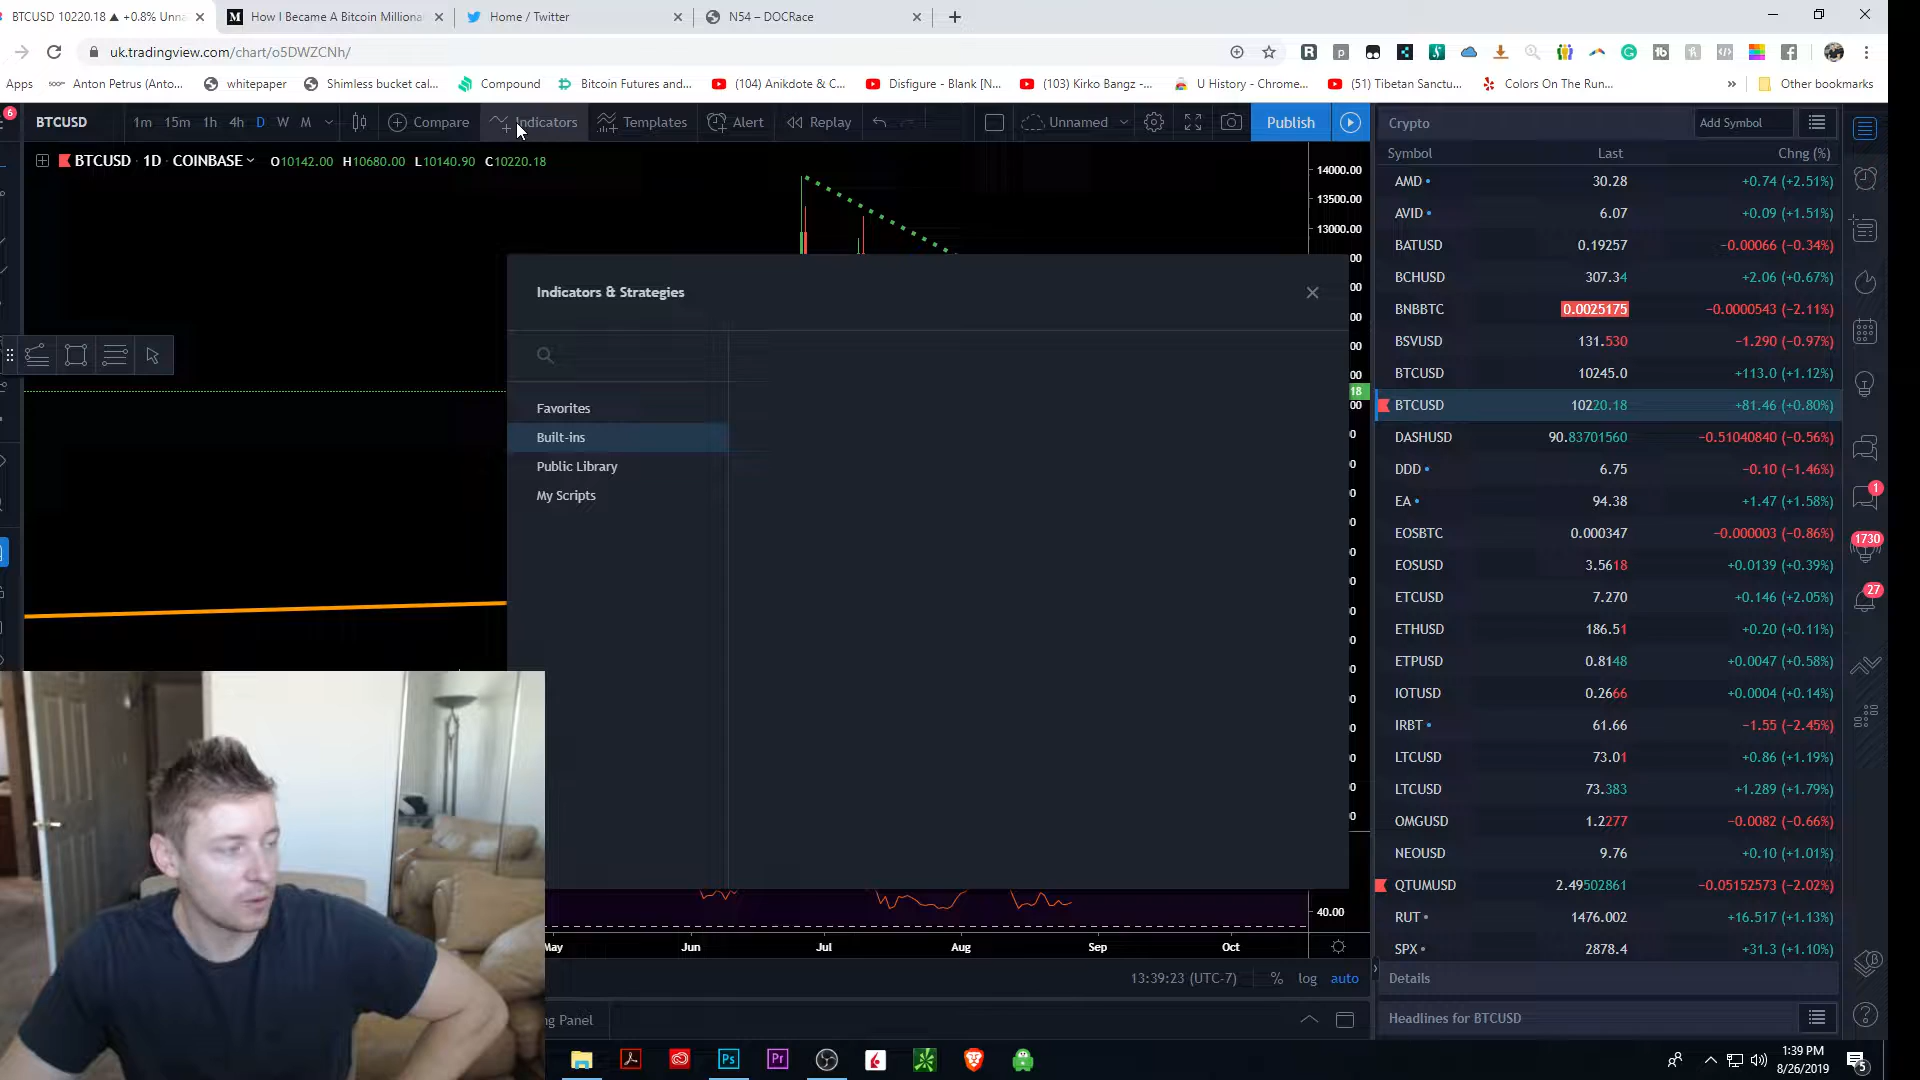 BTCUSD 10220.18 ▲ +0.8% Unna
How I Became A Bitcoin Milliona
Home / Twitter
N54 – DOCRace
uk.tradingview.com/chart/o5DWZCNh/
Apps
Anton Petrus (Anto...
whitepaper
Shimless bucket cal...
Compound
Bitcoin Futures and...
(104) Anikdote & C...
Disfigure - Blank [N...
(103) Kirko Bangz -...
U History - Chrome...
(51) Tibetan Sanctu...
Colors On The Run...
»
Other bookmarks
6
BTCUSD 1m 15m 1h 4h D W M Compare Indicators Templates Alert Replay Unnamed Publish
BTCUSD · 1D · COINBASE O10142.00 H10680.00 L10140.90 C10220.18
14000.00
13500.00
13000.00
Indicators & Strategies
Favorites
Built-ins
Public Library
My Scripts
40.00
May Jun Jul Aug Sep Oct
13:39:23 (UTC-7) % log auto
ng Panel
Crypto Add Symbol
Symbol Last Chng (%)
AMD 30.28 +0.74 (+2.51%)
AVID 6.07 +0.09 (+1.51%)
BATUSD 0.19257 −0.00066 (−0.34%)
BCHUSD 307.34 +2.06 (+0.67%)
BNBBTC 0.0025175 −0.0000543 (−2.11%)
BSVUSD 131.530 −1.290 (−0.97%)
BTCUSD 10245.0 +113.0 (+1.12%)
BTCUSD 10220.18 +81.46 (+0.80%)
DASHUSD 90.83701560 −0.51040840 (−0.56%)
DDD 6.75 −0.10 (−1.46%)
EA 94.38 +1.47 (+1.58%)
EOSBTC 0.000347 −0.000003 (−0.86%)
EOSUSD 3.5618 +0.0139 (+0.39%)
ETCUSD 7.270 +0.146 (+2.05%)
ETHUSD 186.51 +0.20 (+0.11%)
ETPUSD 0.8148 +0.0047 (+0.58%)
IOTUSD 0.2666 +0.0004 (+0.14%)
IRBT 61.66 −1.55 (−2.45%)
LTCUSD 73.01 +0.86 (+1.19%)
LTCUSD 73.383 +1.289 (+1.79%)
OMGUSD 1.2277 −0.0082 (−0.66%)
NEOUSD 9.76 +0.10 (+1.01%)
QTUMUSD 2.49502861 −0.05152573 (−2.02%)
RUT 1476.002 +16.517 (+1.13%)
SPX 2878.4 +31.3 (+1.10%)
Details
Headlines for BTCUSD
1
1730
27
Ps
Pr
1:39 PM
8/26/2019
5